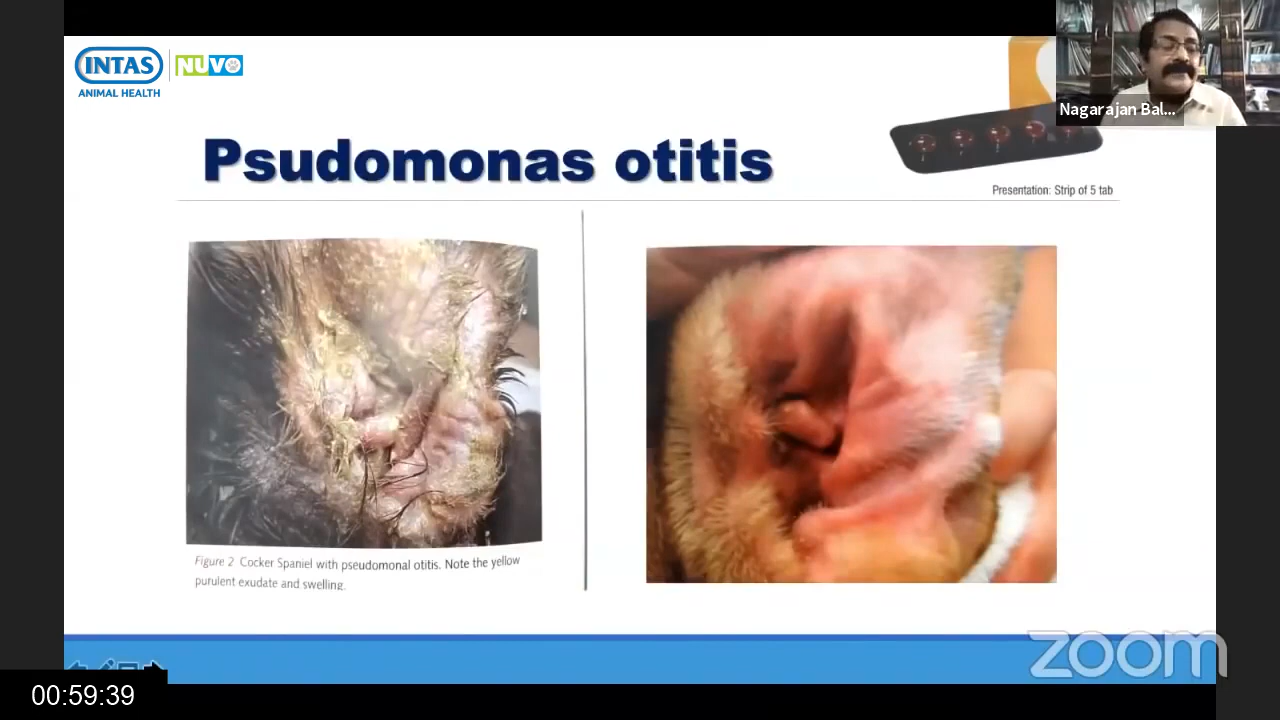 INTAS
NUVO
ANIMAL HEALTH
Nagarajan Bal...
Psudomonas otitis
Presentation: Strip of 5 tab
Figure 2 Cocker Spaniel with pseudomonal otitis. Note the yellow
purulent exudate and swelling.
zoom
00:59:39